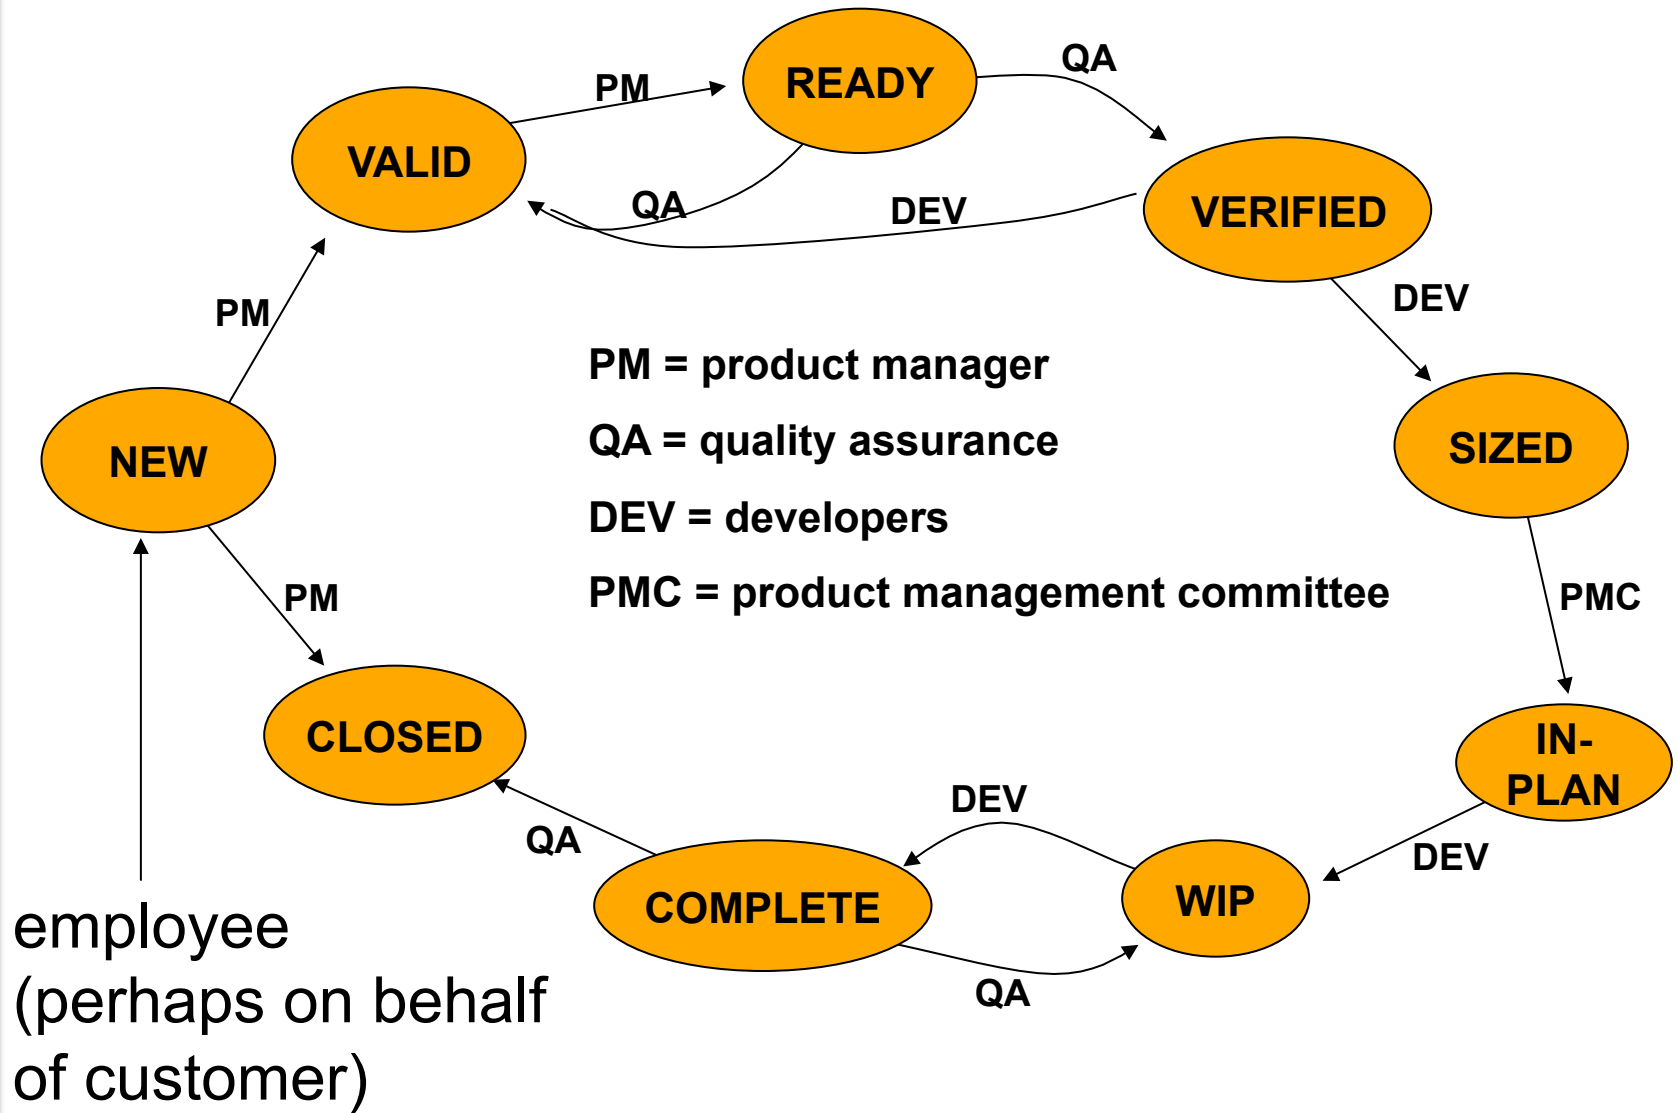 READY
QA
PM
VALID
QA
DEV
VERIFIED
PM
DEV
PM = product manager
NEW
QA = quality assurance
SIZED
DEV = developers
PM
PMC = product management committee
PMC
CLOSED
IN-
PLAN
DEV
QA
DEV
COMPLETE
WIP
QA
employee
(perhaps on behalf
of customer)